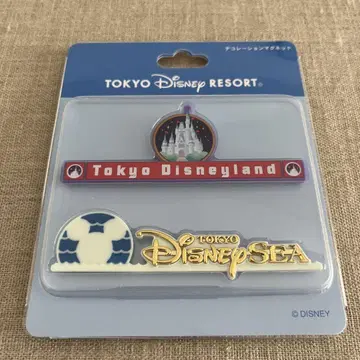 デコレーションマグネット
TOKYO Disney RESORT®
Tokyo Disneyland
TOKYO
DISNEYSEA
© DISNEY